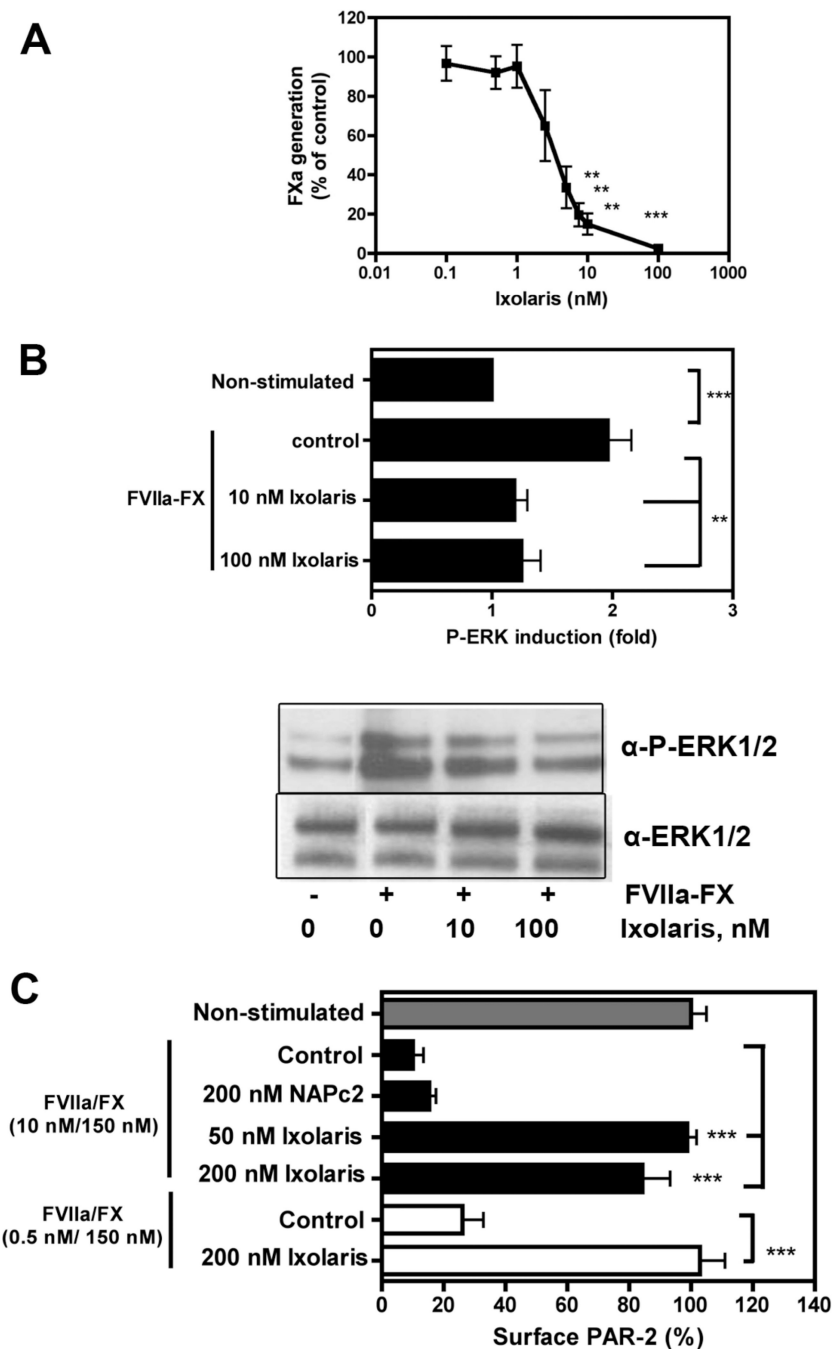 A
120
100
80
60
40
20
0
FXa generation
(% of control)
**
**
**
***
0.01 0.1 1 10 100 1000
Ixolaris (nM)
B
Non-stimulated
control
FVIIa-FX
10 nM Ixolaris
100 nM Ixolaris
***
**
0 1 2 3
P-ERK induction (fold)
α-P-ERK1/2
α-ERK1/2
- + + + FVIIa-FX
0 0 10 100 Ixolaris, nM
C
Non-stimulated
Control
200 nM NAPc2
FVIIa/FX
(10 nM/150 nM)
50 nM Ixolaris ***
200 nM Ixolaris ***
FVIIa/FX
(0.5 nM/ 150 nM)
Control
200 nM Ixolaris
***
0 20 40 60 80 100 120 140
Surface PAR-2 (%)